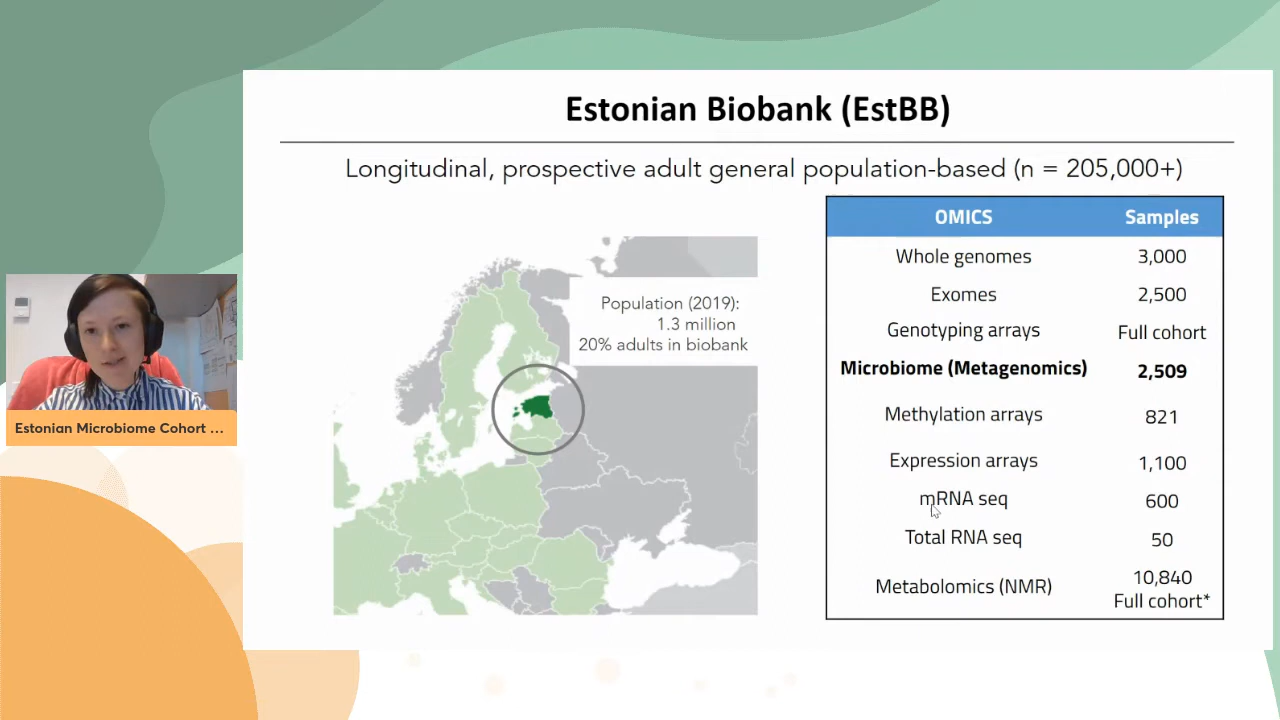 Estonian Biobank (EstBB)
Longitudinal, prospective adult general population-based (n = 205,000+)
Population (2019):
1.3 million
20% adults in biobank
OMICS Samples
Whole genomes 3,000
Exomes 2,500
Genotyping arrays Full cohort
Microbiome (Metagenomics) 2,509
Methylation arrays 821
Expression arrays 1,100
mRNA seq 600
Total RNA seq 50
Metabolomics (NMR) 10,840
Full cohort*
Estonian Microbiome Cohort ...